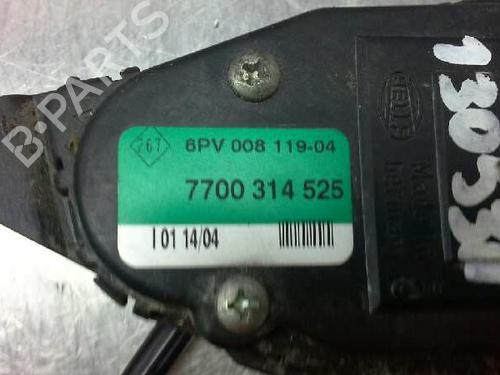 B-PARTS
767
6PV 008 119-04
7700 314 525
I 01 14/04
HELLA